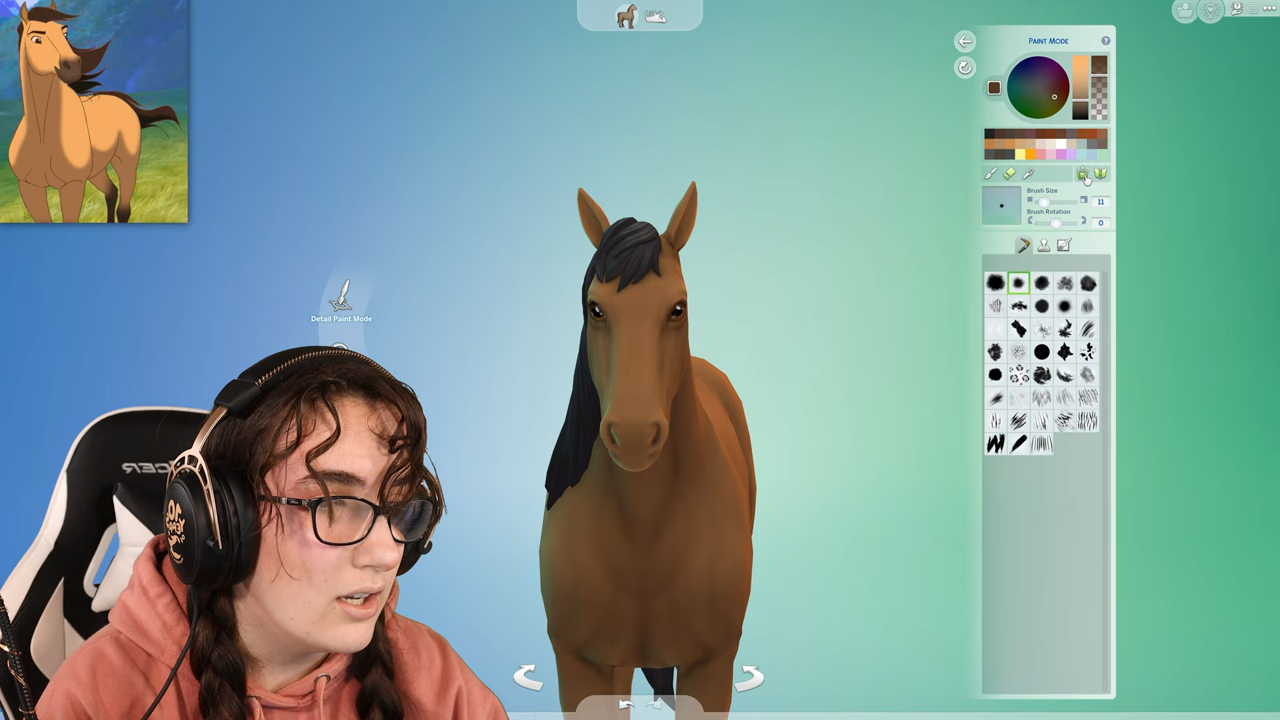 PAINT MODE
?
Brush Size
11
Brush Rotation
0
Detail Paint Mode